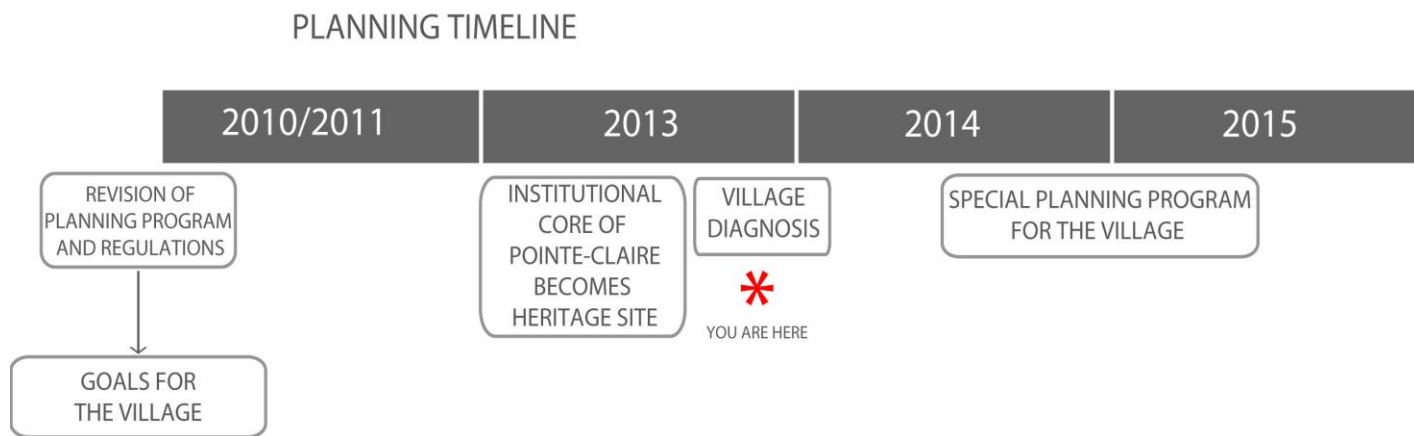 PLANNING TIMELINE
2010/2011
2013
2014
2015
REVISION OF
PLANNING PROGRAM
AND REGULATIONS
GOALS FOR
THE VILLAGE
INSTITUTIONAL
CORE OF
POINTE-CLAIRE
BECOMES
HERITAGE SITE
VILLAGE
DIAGNOSIS
*
YOU ARE HERE
SPECIAL PLANNING PROGRAM
FOR THE VILLAGE